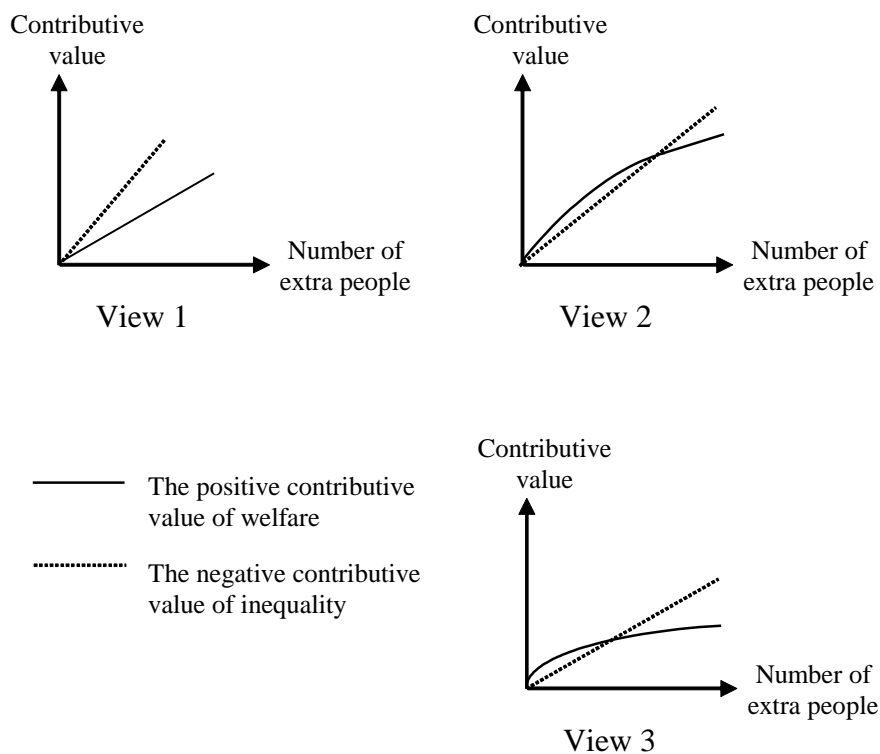 Contributive
value
Number of
extra people
View 1
Contributive
value
Number of
extra people
View 2
The positive contributive
value of welfare
The negative contributive
value of inequality
Contributive
value
Number of
extra people
View 3